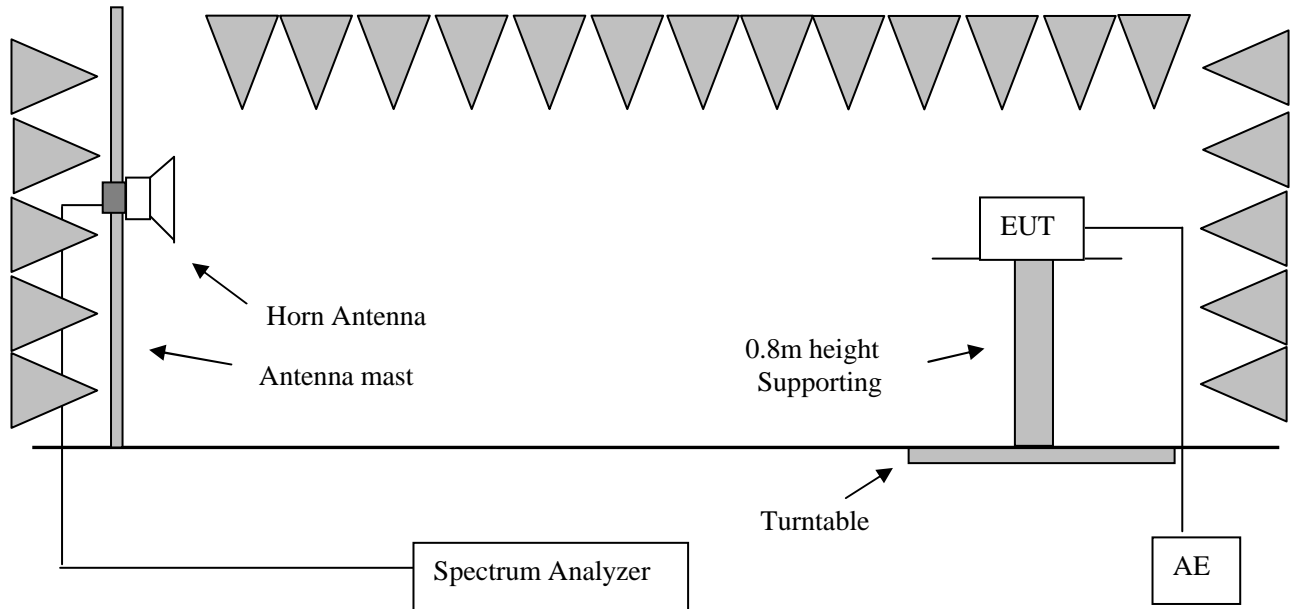 EUT
Horn Antenna
0.8m height
Supporting
Antenna mast
Turntable
Spectrum Analyzer
AE